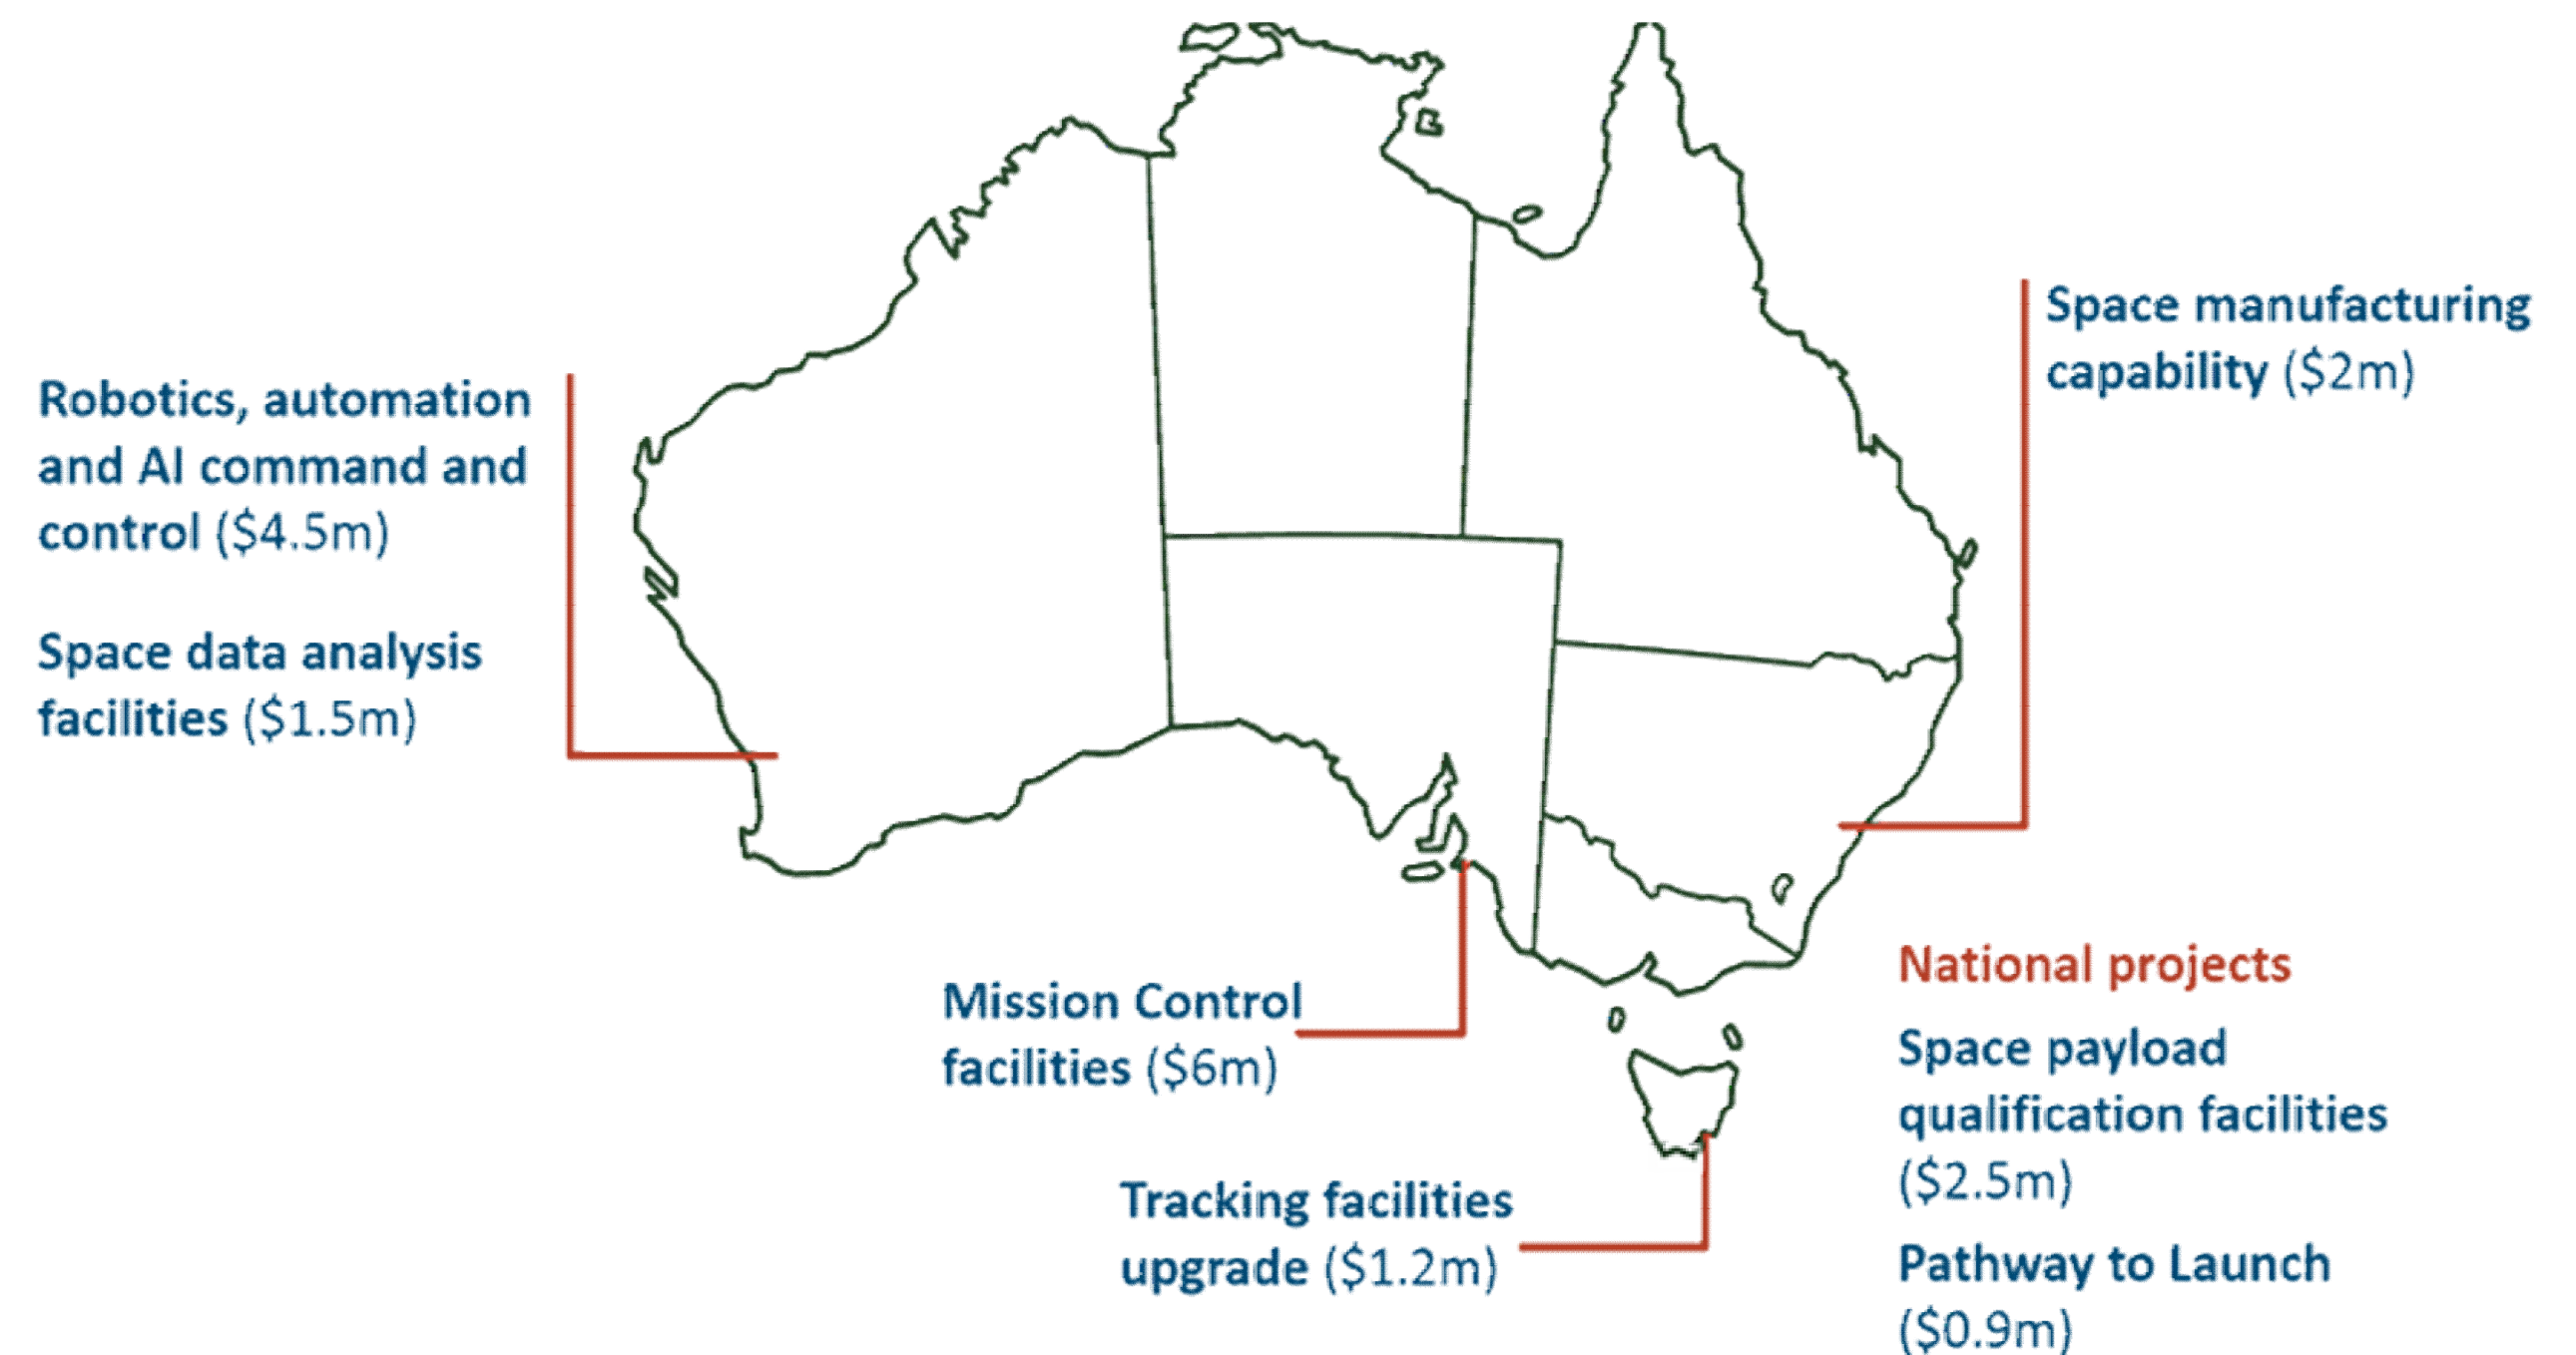 Robotics, automation
and AI command and
control ($4.5m)
Space data analysis
facilities ($1.5m)
Space manufacturing
capability ($2m)
Mission Control
facilities ($6m)
Tracking facilities
upgrade ($1.2m)
National projects
Space payload
qualification facilities
($2.5m)
Pathway to Launch
($0.9m)